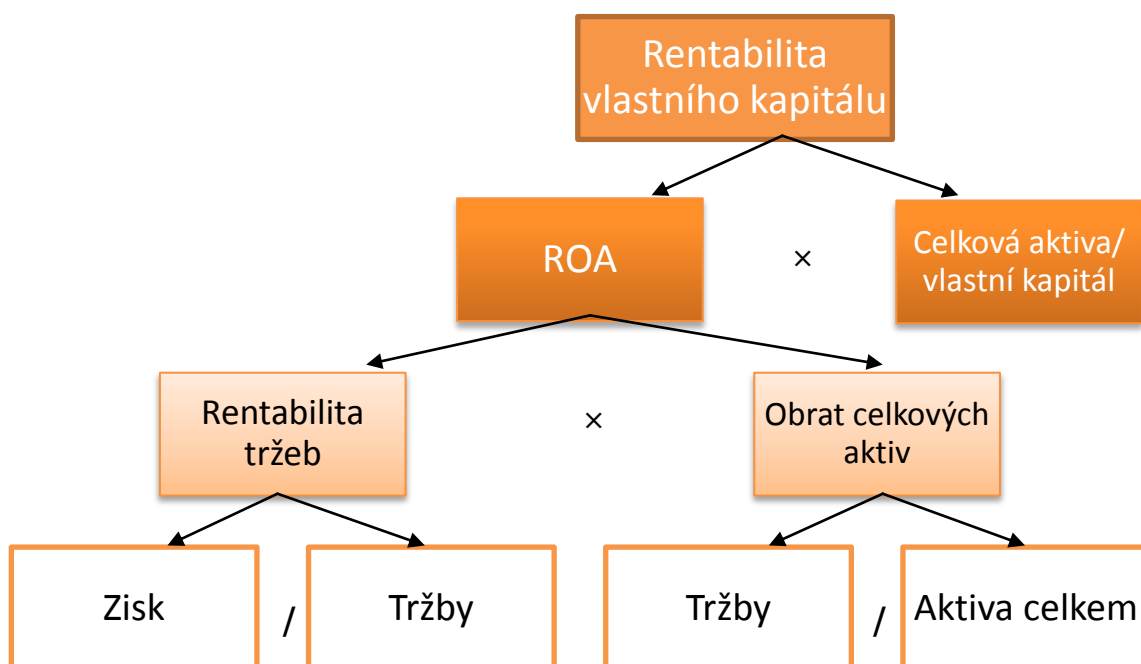 Rentabilita
vlastního kapitálu
ROA
×
Celková aktiva/
vlastní kapitál
Rentabilita
tržeb
×
Obrat celkových
aktiv
Zisk
/
Tržby
Tržby
/
Aktiva celkem